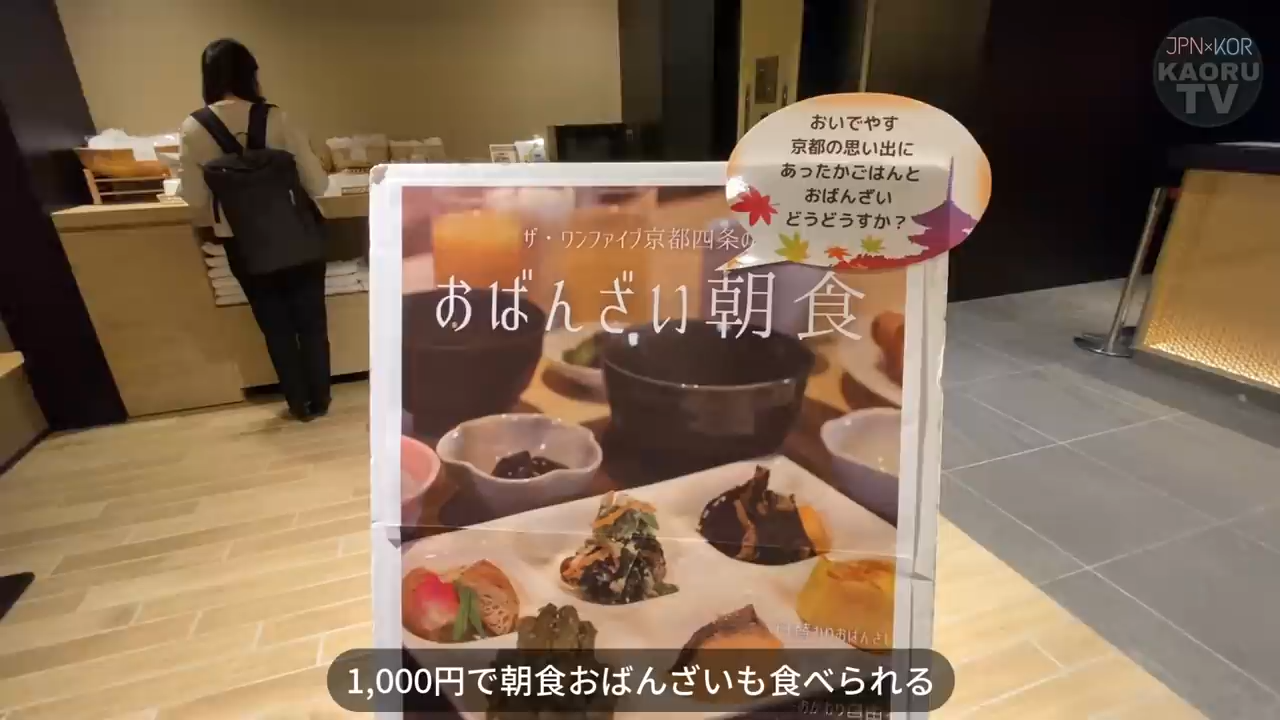 JPN×KOR
KAORU
TV
おいでやす
京都の思い出に
あったかごはんと
おばんざい
どうどうすか？
ザ・ワンファイブ京都四条の
おばんざい朝食
1,000円で朝食おばんざいも食べられる